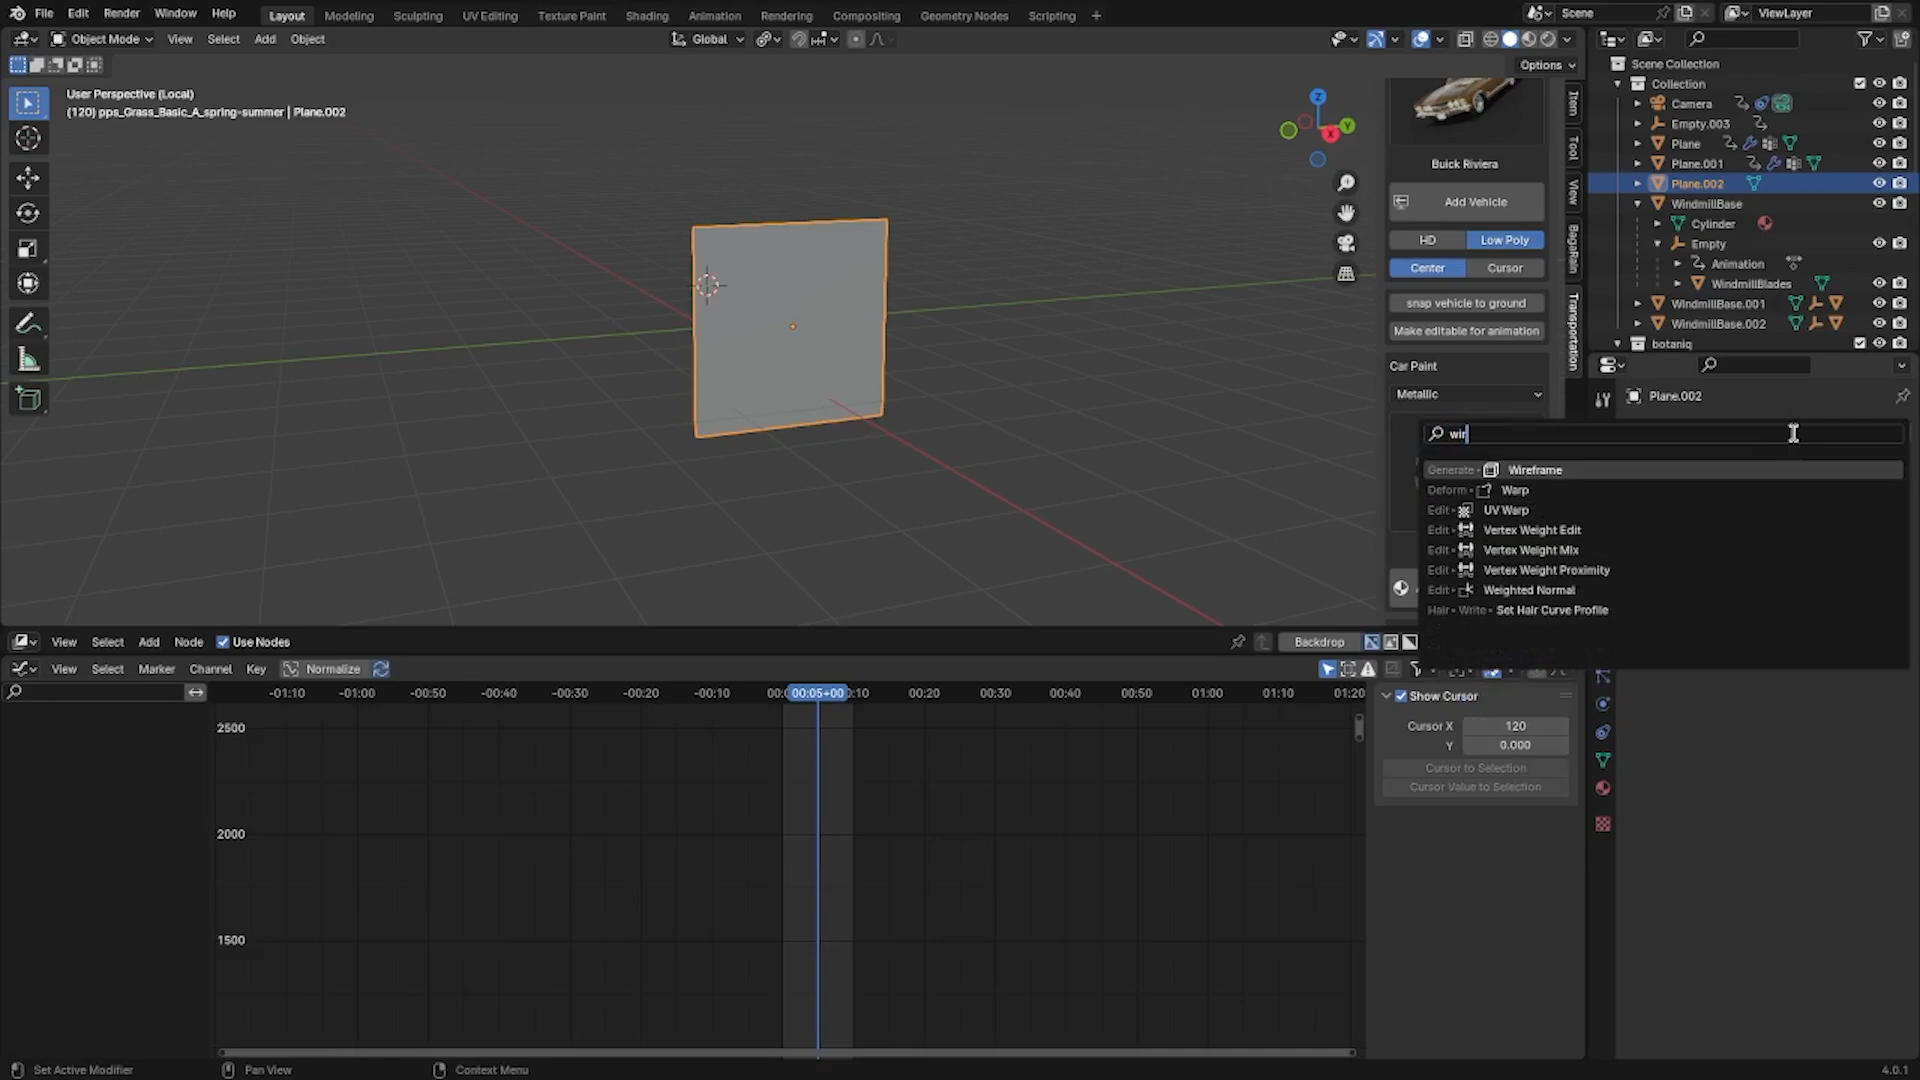 File Edit Render Window Help Layout Modeling Sculpting UV Editing Texture Paint Shading Animation Rendering Compositing Geometry Nodes Scripting + Scene ViewLayer
Object Mode View Select Add Object Global
Options
User Perspective (Local)
(120) pps_Grass_Basic_A_spring-summer | Plane.002
Z
Y
X
Buick Riviera
Add Vehicle
HD Low Poly
Center Cursor
snap vehicle to ground
Make editable for animation
Car Paint
Metallic
Item
Tool
View
BagaRain
Transportation
Scene Collection
Collection
Camera
Empty.003
Plane
Plane.001
Plane.002
WindmillBase
Cylinder
Empty
Animation
WindmillBlades
WindmillBase.001
WindmillBase.002
botaniq
Plane.002
wir
Generate Wireframe
Deform Warp
Edit UV Warp
Edit Vertex Weight Edit
Edit Vertex Weight Mix
Edit Vertex Weight Proximity
Edit Weighted Normal
Hair Write Set Hair Curve Profile
View Select Add Node Use Nodes Backdrop
View Select Marker Channel Key Normalize
-01:10 -01:00 -00:50 -00:40 -00:30 -00:20 -00:10 00:05+00 00:20 00:30 00:40 00:50 01:00 01:10 01:20
2500
2000
1500
Show Cursor
Cursor X 120
Y 0.000
Cursor to Selection
Cursor Value to Selection
Set Active Modifier Pan View Context Menu 4.0.1